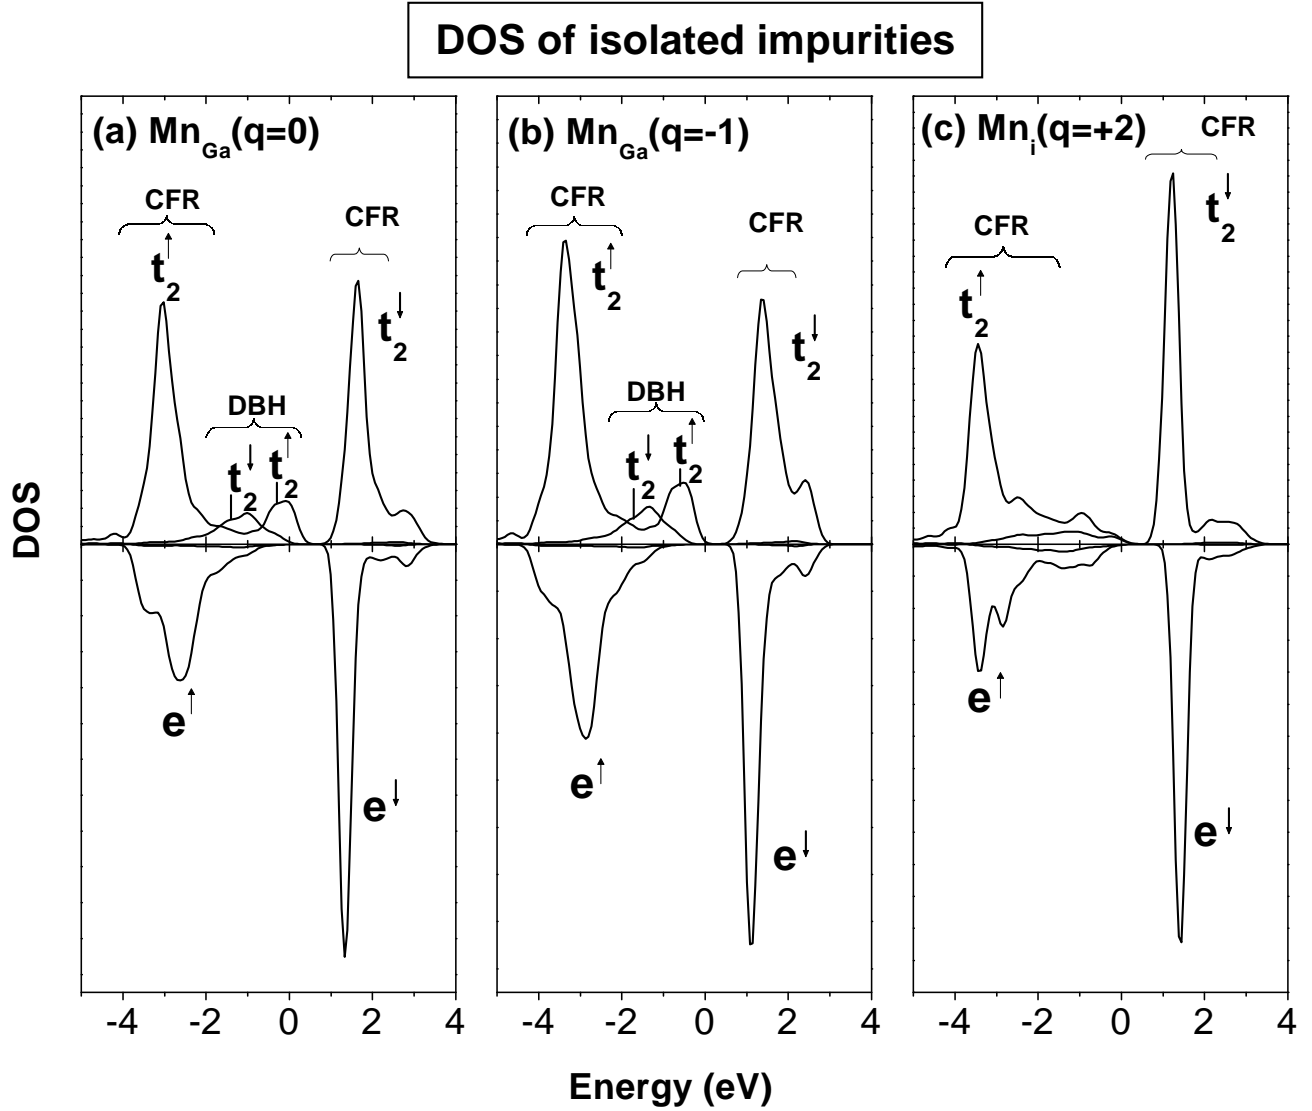 DOS of isolated impurities
(a) MnGa(q=0)
CFR
t2↑
CFR
t2↓
DBH
t2↓
t2↑
e↑
e↓
(b) MnGa(q=-1)
CFR
t2↑
CFR
t2↓
DBH
t2↓
t2↑
e↑
e↓
(c) Mni(q=+2)
CFR
t2↓
CFR
t2↑
e↑
e↓
DOS
-4 -2 0 2 4
-4 -2 0 2 4
-4 -2 0 2 4
Energy (eV)